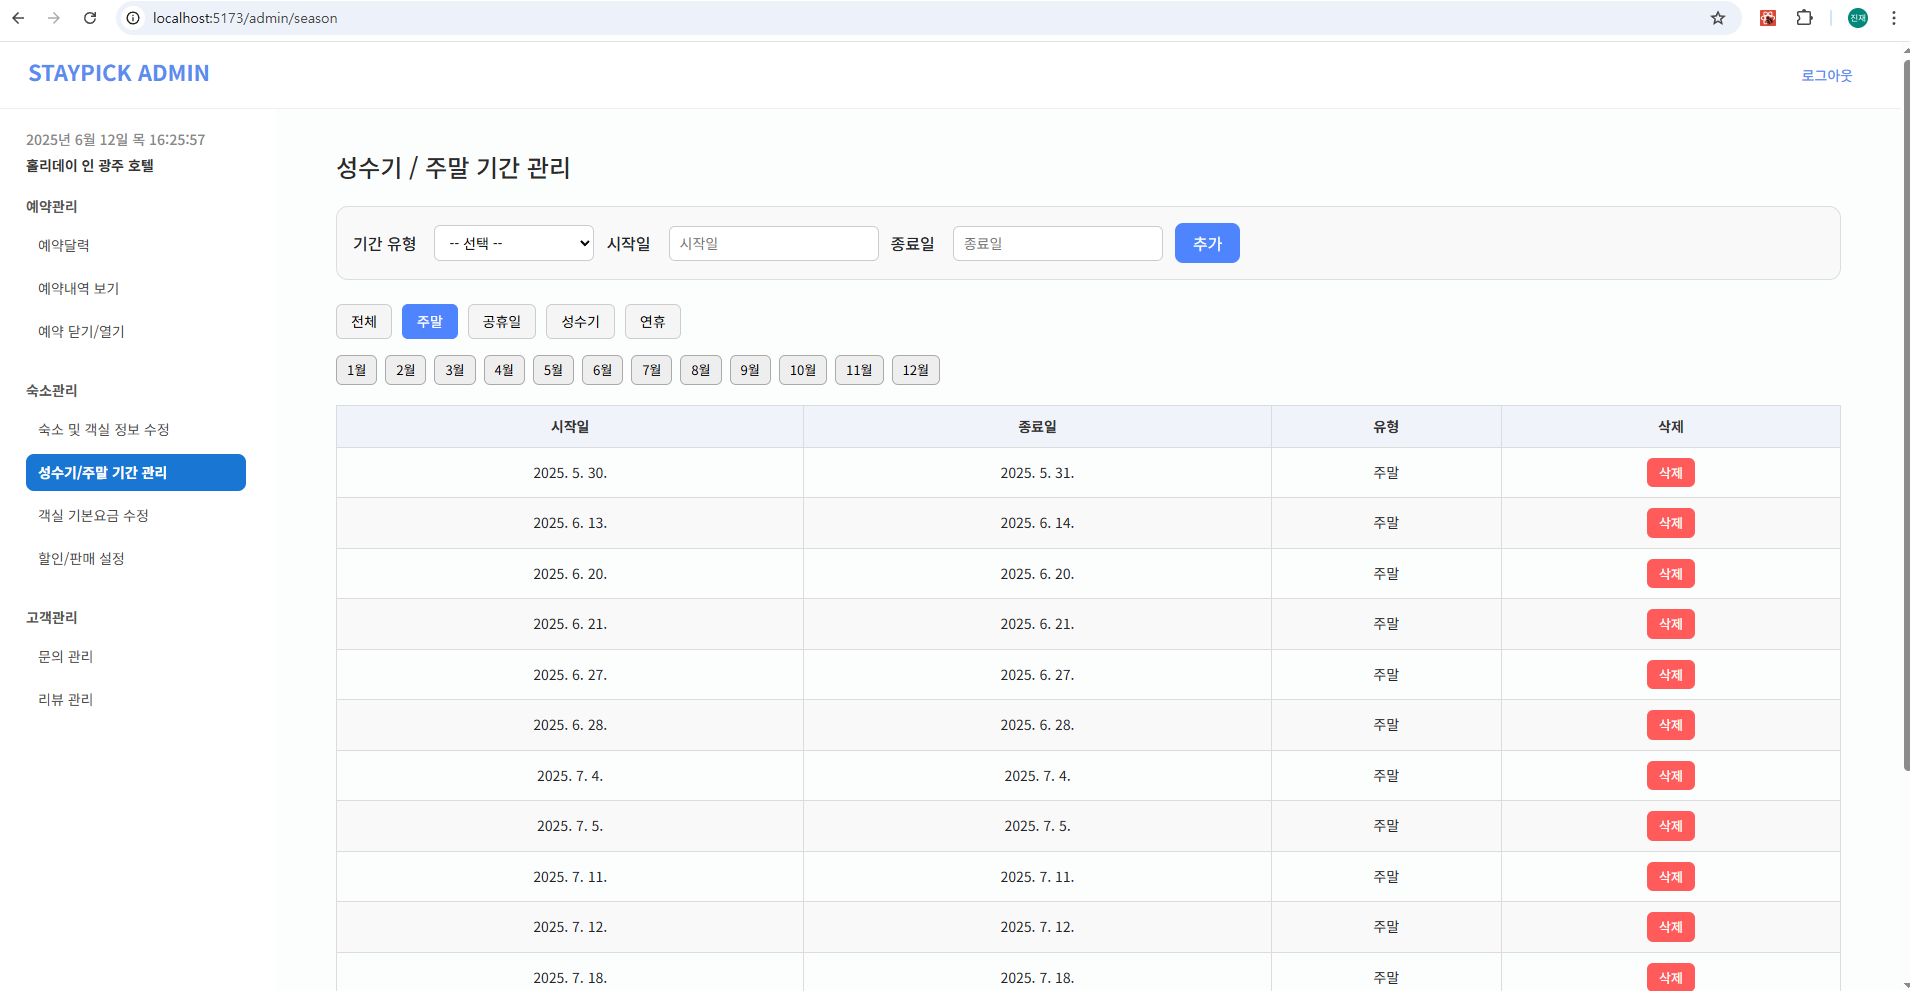 localhost:5173/admin/season
진재
STAYPICK ADMIN
로그아웃
2025년 6월 12일 목 16:25:57
홀리데이 인 광주 호텔
예약관리
예약달력
예약내역 보기
예약 닫기/열기
숙소관리
숙소 및 객실 정보 수정
성수기/주말 기간 관리
객실 기본요금 수정
할인/판매 설정
고객관리
문의 관리
리뷰 관리
성수기 / 주말 기간 관리
기간 유형 -- 선택 -- 시작일 시작일 종료일 종료일 추가
전체 주말 공휴일 성수기 연휴
1월 2월 3월 4월 5월 6월 7월 8월 9월 10월 11월 12월
시작일 종료일 유형 삭제
2025. 5. 30. 2025. 5. 31. 주말 삭제
2025. 6. 13. 2025. 6. 14. 주말 삭제
2025. 6. 20. 2025. 6. 20. 주말 삭제
2025. 6. 21. 2025. 6. 21. 주말 삭제
2025. 6. 27. 2025. 6. 27. 주말 삭제
2025. 6. 28. 2025. 6. 28. 주말 삭제
2025. 7. 4. 2025. 7. 4. 주말 삭제
2025. 7. 5. 2025. 7. 5. 주말 삭제
2025. 7. 11. 2025. 7. 11. 주말 삭제
2025. 7. 12. 2025. 7. 12. 주말 삭제
2025. 7. 18. 2025. 7. 18. 주말 삭제